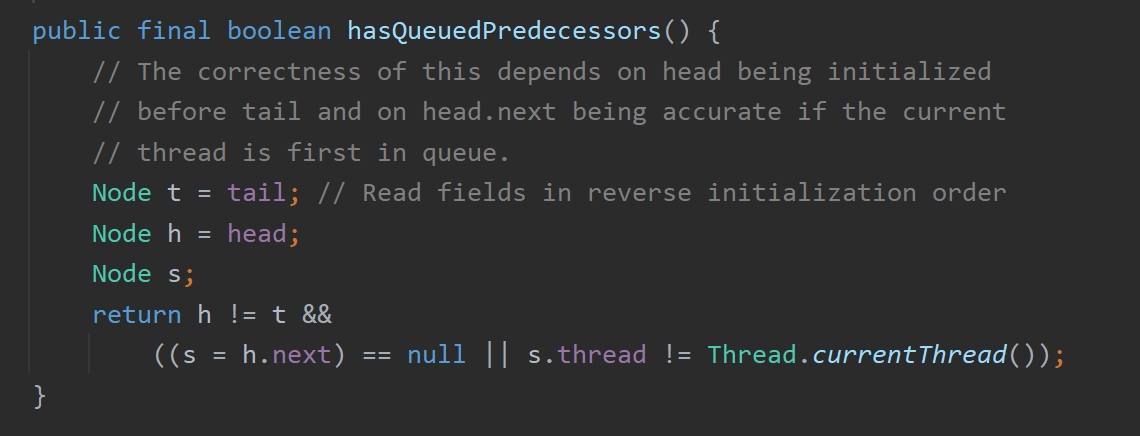 public final boolean hasQueuedPredecessors() {
    // The correctness of this depends on head being initialized
    // before tail and on head.next being accurate if the current
    // thread is first in queue.
    Node t = tail; // Read fields in reverse initialization order
    Node h = head;
    Node s;
    return h != t &&
        ((s = h.next) == null || s.thread != Thread.currentThread());
}